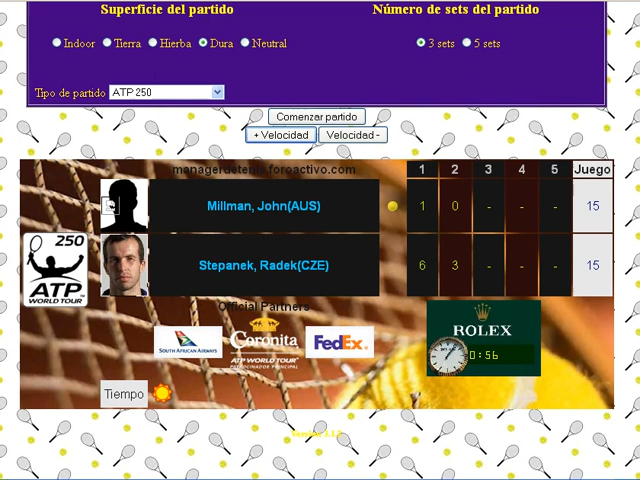 Superficie del partido
Número de sets del partido
Indoor Tierra Hierba Dura Neutral
3 sets 5 sets
Tipo de partido ATP 250
Comenzar partido
+ Velocidad Velocidad -
managerdetenis.foroactivo.com
1 2 3 4 5 Juego
Millman, John(AUS) 1 0 - - - 15
Stepanek, Radek(CZE) 6 3 - - - 15
250
ATP
WORLD TOUR
Official Partners
SOUTH AFRICAN AIRWAYS
Coronita
ATP WORLD TOUR
PATROCINADOR PRINCIPAL
FedEx
ROLEX
0:56
Tiempo